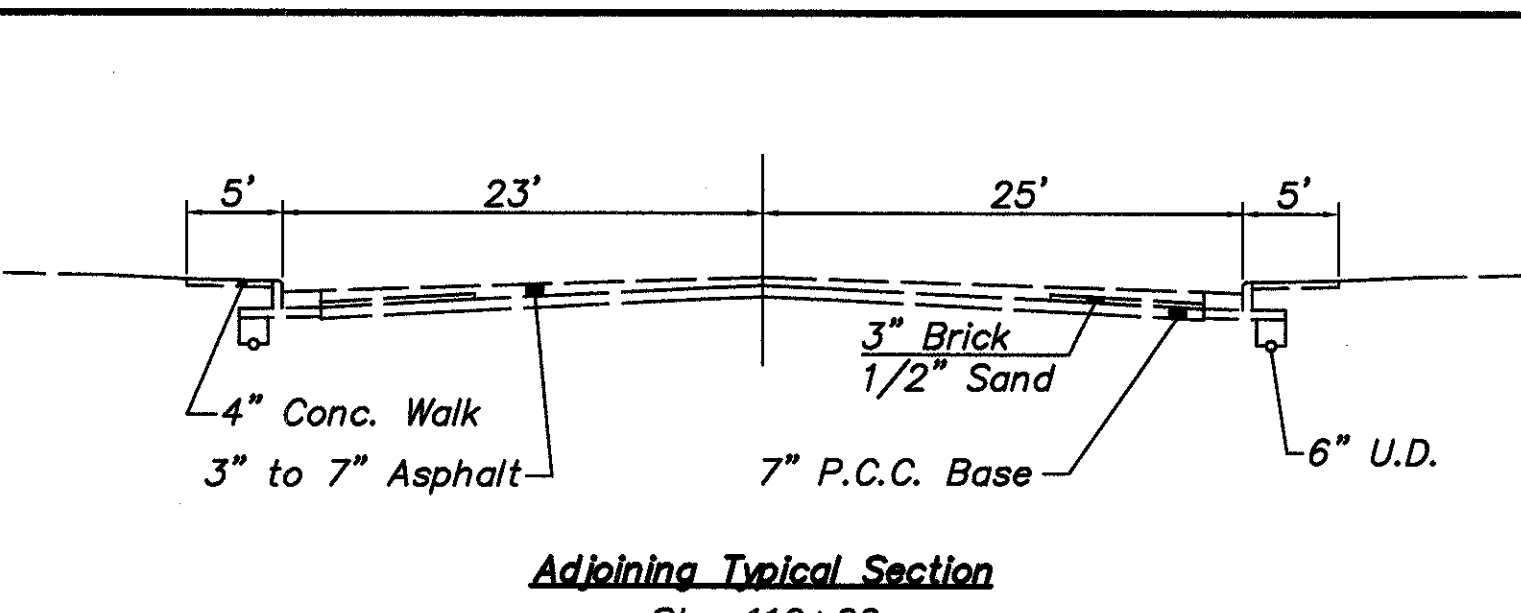 5' 23' 25' 5'
3" Brick
1/2" Sand
4" Conc. Walk
3" to 7" Asphalt
7" P.C.C. Base
6" U.D.
Adjoining Typical Section